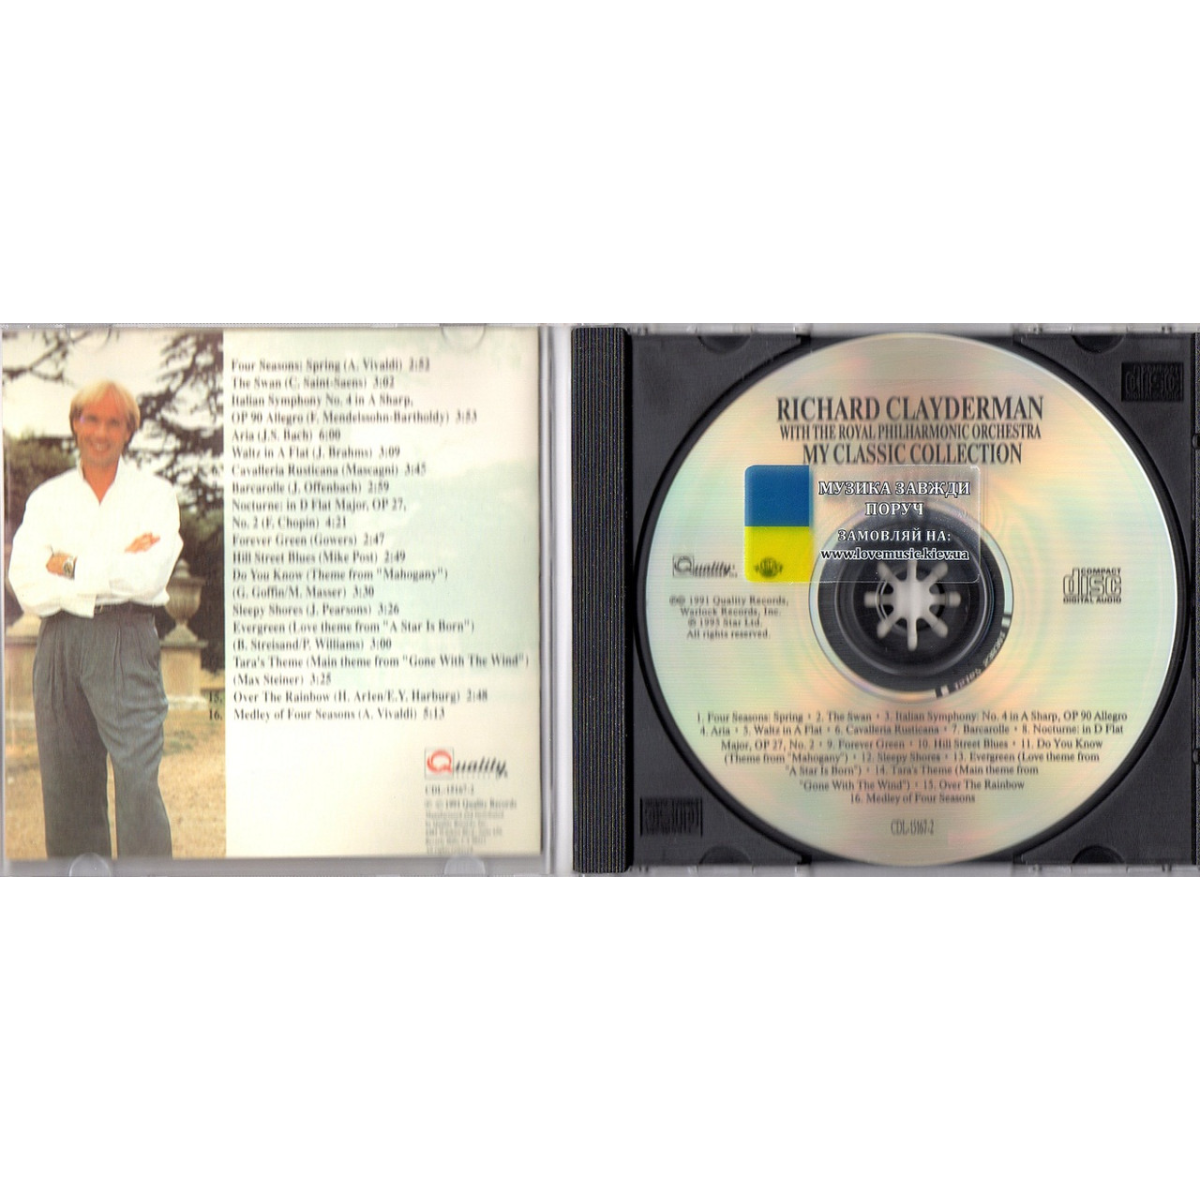 Four Seasons: Spring (A. Vivaldi) 2:52
The Swan (C. Saint-Saens) 3:02
Italian Symphony No. 4 in A Sharp,
OP 90 Allegro (F. Mendelssohn-Bartholdy) 3:53
Aria (J.S. Bach) 6:00
Waltz in A Flat (J. Brahms) 3:09
6. Cavalleria Rusticana (Mascagni) 3:45
Barcarolle (J. Offenbach) 2:59
Nocturne: in D Flat Major, OP 27,
No. 2 (F. Chopin) 4:21
Forever Green (Gowers) 2:47
Hill Street Blues (Mike Post) 2:49
Do You Know (Theme from "Mahogany")
(G. Goffin/M. Masser) 3:30
Sleepy Shores (J. Pearsons) 3:26
Evergreen (Love theme from "A Star Is Born")
(B. Streisand/P. Williams) 3:00
Tara's Theme (Main theme from "Gone With The Wind")
(Max Steiner) 3:25
15. Over The Rainbow (H. Arlen/E.Y. Harburg) 2:48
16. Medley of Four Seasons (A. Vivaldi) 5:13
Quality
CDL-15167-2
℗ © 1991 Quality Records
RICHARD CLAYDERMAN
WITH THE ROYAL PHILHARMONIC ORCHESTRA
MY CLASSIC COLLECTION
МУЗИКА ЗАВЖДИ
ПОРУЧ
ЗАМОВЛЯЙ НА:
www.lovemusic.kiev.ua
Quality
℗© 1991 Quality Records,
Warlock Records, Inc.
℗ 1995 Star Ltd.
All rights reserved.
COMPACT
disc
DIGITAL AUDIO
1. Four Seasons: Spring • 2. The Swan • 3. Italian Symphony: No. 4 in A Sharp, OP 90 Allegro
4. Aria • 5. Waltz in A Flat • 6. Cavalleria Rusticana • 7. Barcarolle • 8. Nocturne: in D Flat
Major, OP 27, No. 2 • 9. Forever Green • 10. Hill Street Blues • 11. Do You Know
(Theme from "Mahogany") • 12. Sleepy Shores • 13. Evergreen (Love theme from
"A Star Is Born") • 14. Tara's Theme (Main theme from
"Gone With The Wind") • 15. Over The Rainbow
16. Medley of Four Seasons
CDL-15167-2
disc